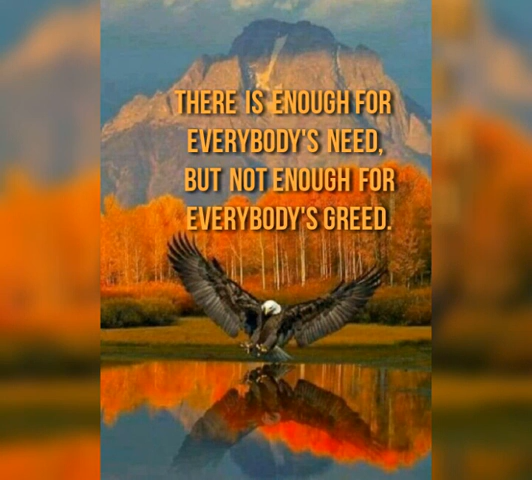 THERE IS ENOUGH FOR
EVERYBODY'S NEED,
BUT NOT ENOUGH FOR
EVERYBODY'S GREED.